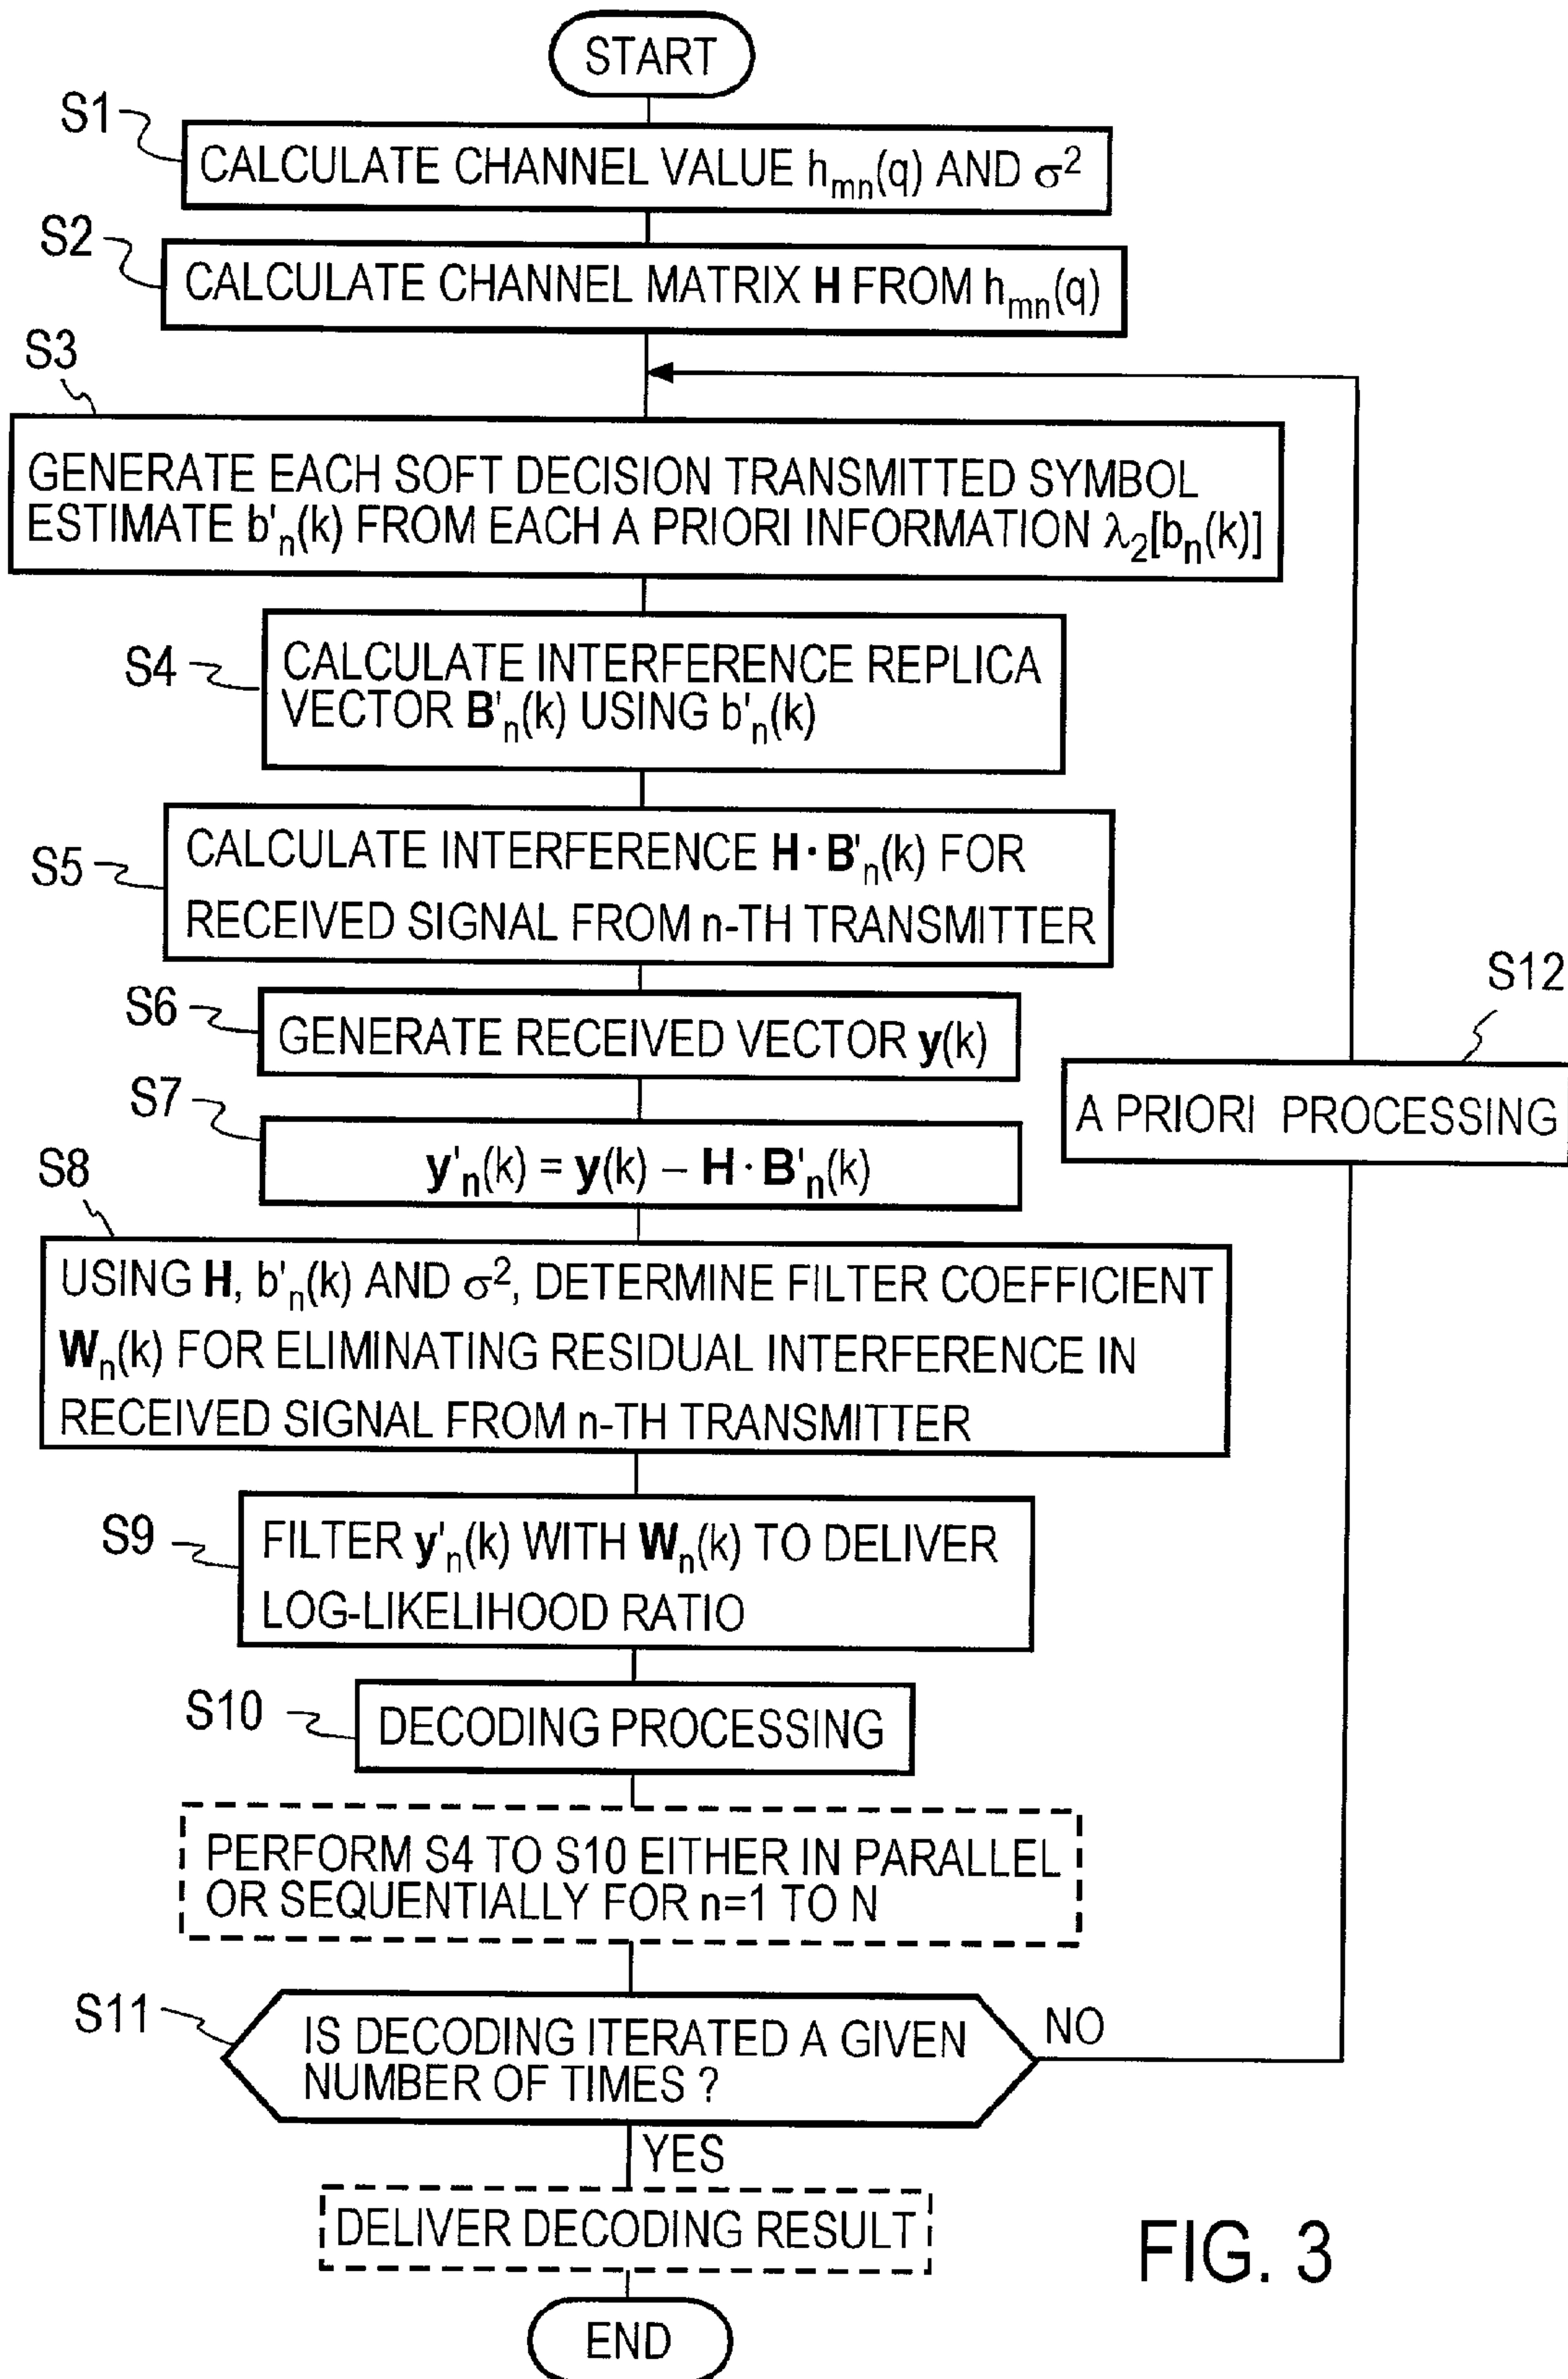 START
S1
CALCULATE CHANNEL VALUE hmn(q) AND σ²
S2
CALCULATE CHANNEL MATRIX H FROM hmn(q)
S3
GENERATE EACH SOFT DECISION TRANSMITTED SYMBOL
ESTIMATE b'n(k) FROM EACH A PRIORI INFORMATION λ2[bn(k)]
S4
CALCULATE INTERFERENCE REPLICA
VECTOR B'n(k) USING b'n(k)
S5
CALCULATE INTERFERENCE H · B'n(k) FOR
RECEIVED SIGNAL FROM n-TH TRANSMITTER
S6
GENERATE RECEIVED VECTOR y(k)
S12
A PRIORI PROCESSING
S7
y'n(k) = y(k) – H · B'n(k)
S8
USING H, b'n(k) AND σ², DETERMINE FILTER COEFFICIENT
Wn(k) FOR ELIMINATING RESIDUAL INTERFERENCE IN
RECEIVED SIGNAL FROM n-TH TRANSMITTER
S9
FILTER y'n(k) WITH Wn(k) TO DELIVER
LOG-LIKELIHOOD RATIO
S10
DECODING PROCESSING
PERFORM S4 TO S10 EITHER IN PARALLEL
OR SEQUENTIALLY FOR n=1 TO N
S11
IS DECODING ITERATED A GIVEN
NUMBER OF TIMES ?
NO
YES
DELIVER DECODING RESULT
END
FIG. 3